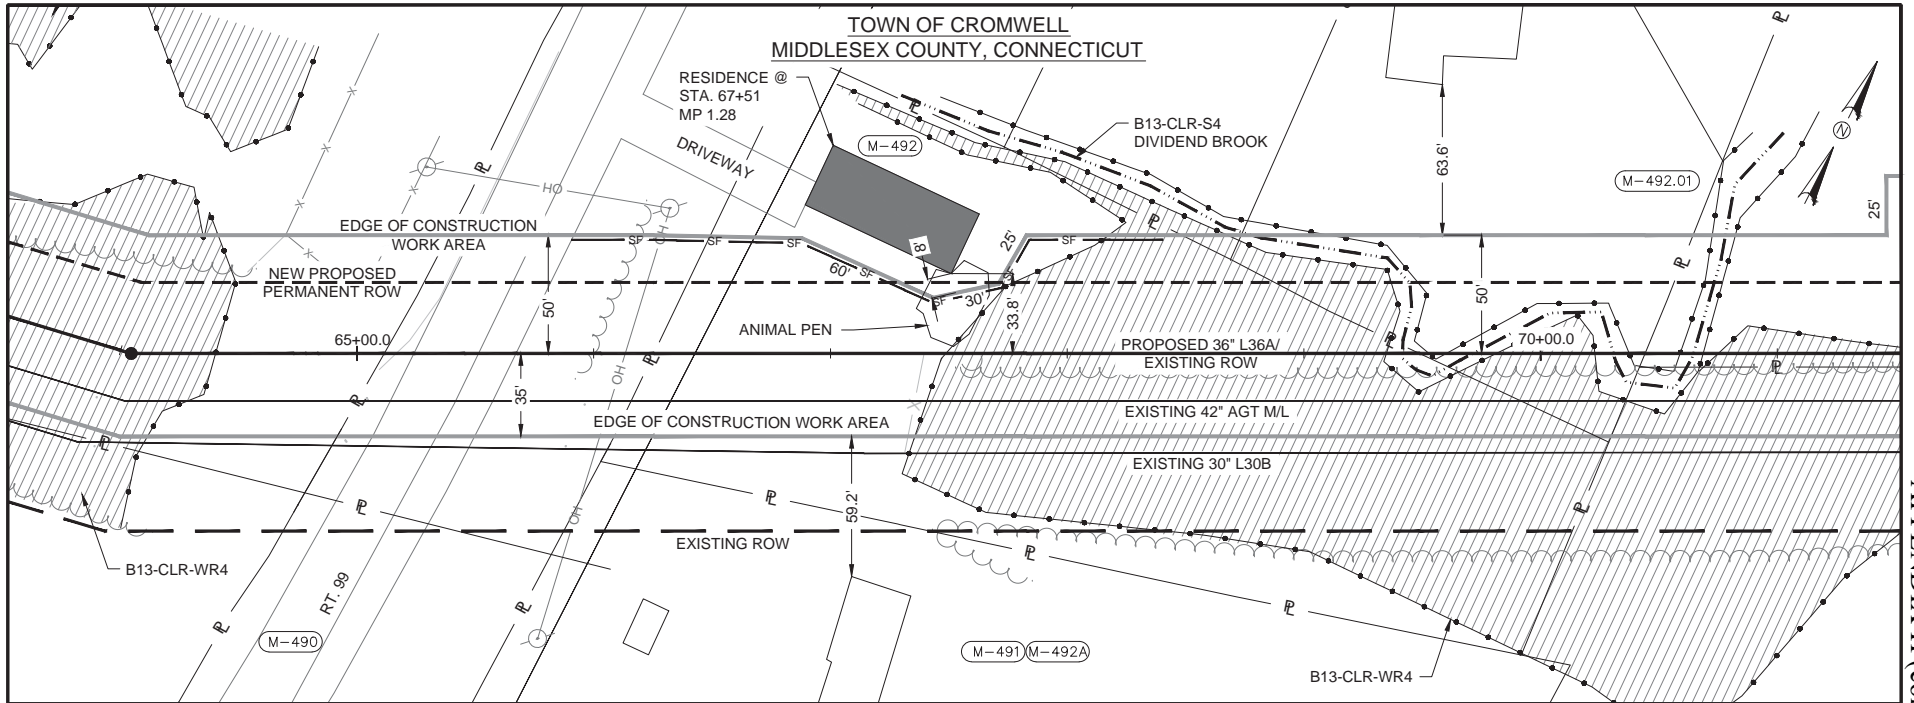 TOWN OF CROMWELL
MIDDLESEX COUNTY, CONNECTICUT
RESIDENCE @
STA. 67+51
MP 1.28
M-492
DRIVEWAY
B13-CLR-S4
DIVIDEND BROOK
63.6'
M-492.01
N
25'
OH
EDGE OF CONSTRUCTION
WORK AREA
SF
SF
SF
SF
SF
SF
SF
SF
8'
25'
60'
30'
NEW PROPOSED
PERMANENT ROW
50'
OH
33.8'
50'
ANIMAL PEN
65+00.0
PROPOSED 36" L36A/
EXISTING ROW
70+00.0
OH
35'
EXISTING 42" AGT M/L
EDGE OF CONSTRUCTION WORK AREA
EXISTING 30" L30B
59.2'
OH
EXISTING ROW
B13-CLR-WR4
RT. 99
M-490
M-491
M-492A
B13-CLR-WR4